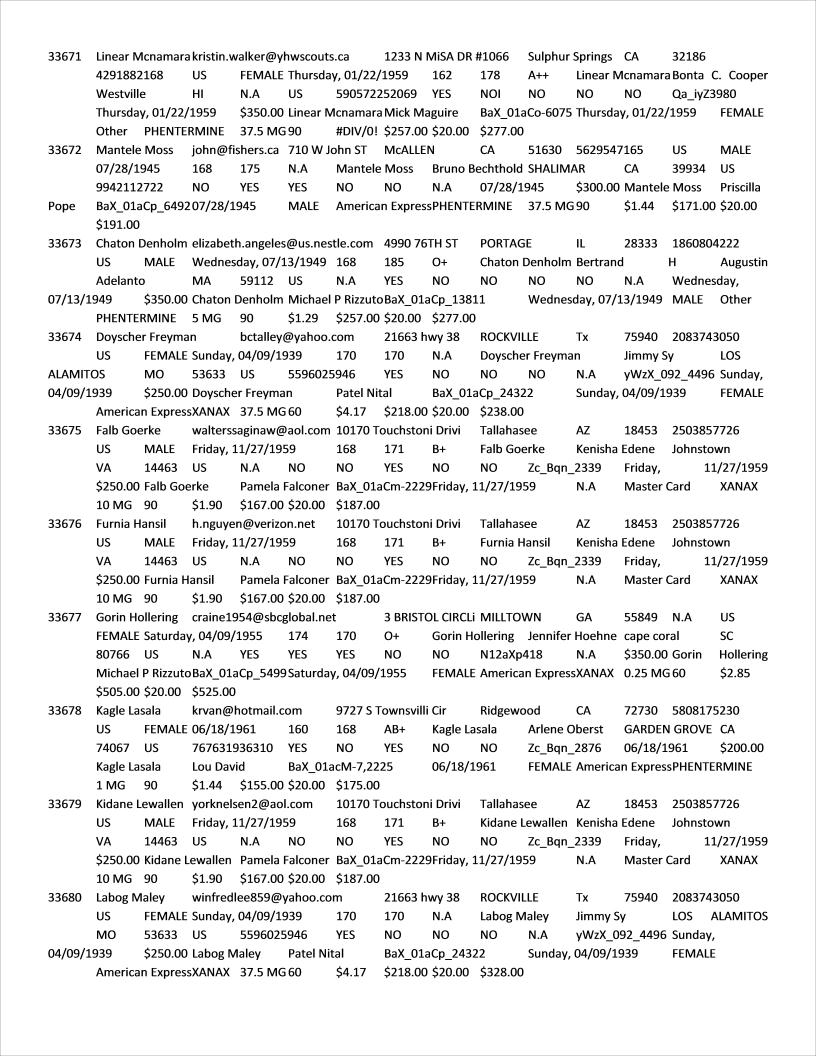 33671 Linear Mcnamara kristin.walker@yhwscouts.ca 1233 N MiSA DR #1066 Sulphur Springs CA 32186
4291882168 US FEMALE Thursday, 01/22/1959 162 178 A++ Linear Mcnamara Bonta C. Cooper
Westville HI N.A US 590572252069 YES NOI NO NO NO Qa_iyZ3980
Thursday, 01/22/1959 $350.00 Linear Mcnamara Mick Maguire BaX_01aCo-6075 Thursday, 01/22/1959 FEMALE
Other PHENTERMINE 37.5 MG 90 #DIV/0! $257.00 $20.00 $277.00
33672 Mantele Moss john@fishers.ca 710 W John ST McALLEN CA 51630 5629547165 US MALE
07/28/1945 168 175 N.A Mantele Moss Bruno Bechthold SHALIMAR CA 39934 US
9942112722 NO YES YES NO NO N.A 07/28/1945 $300.00 Mantele Moss Priscilla
Pope BaX_01aCp_6492 07/28/1945 MALE American Express PHENTERMINE 37.5 MG 90 $1.44 $171.00 $20.00
$191.00
33673 Chaton Denholm elizabeth.angeles@us.nestle.com 4990 76TH ST PORTAGE IL 28333 1860804222
US MALE Wednesday, 07/13/1949 168 185 O+ Chaton Denholm Bertrand H Augustin
Adelanto MA 59112 US N.A YES NO NO NO NO N.A Wednesday,
07/13/1949 $350.00 Chaton Denholm Michael P Rizzuto BaX_01aCp_13811 Wednesday, 07/13/1949 MALE Other
PHENTERMINE 5 MG 90 $1.29 $257.00 $20.00 $277.00
33674 Doyscher Freyman bctalley@yahoo.com 21663 hwy 38 ROCKVILLE Tx 75940 2083743050
US FEMALE Sunday, 04/09/1939 170 170 N.A Doyscher Freyman Jimmy Sy LOS
ALAMITOS MO 53633 US 5596025946 YES NO NO NO N.A yWzX_092_4496 Sunday,
04/09/1939 $250.00 Doyscher Freyman Patel Nital BaX_01aCp_24322 Sunday, 04/09/1939 FEMALE
American Express XANAX 37.5 MG 60 $4.17 $218.00 $20.00 $238.00
33675 Falb Goerke walterssaginaw@aol.com 10170 Touchstoni Drivi Tallahasee AZ 18453 2503857726
US MALE Friday, 11/27/1959 168 171 B+ Falb Goerke Kenisha Edene Johnstown
VA 14463 US N.A NO NO YES NO NO Zc_Bqn_2339 Friday, 11/27/1959
$250.00 Falb Goerke Pamela Falconer BaX_01aCm-2229 Friday, 11/27/1959 N.A Master Card XANAX
10 MG 90 $1.90 $167.00 $20.00 $187.00
33676 Furnia Hansil h.nguyen@verizon.net 10170 Touchstoni Drivi Tallahasee AZ 18453 2503857726
US MALE Friday, 11/27/1959 168 171 B+ Furnia Hansil Kenisha Edene Johnstown
VA 14463 US N.A NO NO YES NO NO Zc_Bqn_2339 Friday, 11/27/1959
$250.00 Furnia Hansil Pamela Falconer BaX_01aCm-2229 Friday, 11/27/1959 N.A Master Card XANAX
10 MG 90 $1.90 $167.00 $20.00 $187.00
33677 Gorin Hollering craine1954@sbcglobal.net 3 BRISTOL CIRCLi MILLTOWN GA 55849 N.A US
FEMALE Saturday, 04/09/1955 174 170 O+ Gorin Hollering Jennifer Hoehne cape coral SC
80766 US N.A YES YES YES NO NO N12aXp418 N.A $350.00 Gorin Hollering
Michael P Rizzuto BaX_01aCp_5499 Saturday, 04/09/1955 FEMALE American Express XANAX 0.25 MG 60 $2.85
$505.00 $20.00 $525.00
33678 Kagle Lasala krvan@hotmail.com 9727 S Townsvilli Cir Ridgewood CA 72730 5808175230
US FEMALE 06/18/1961 160 168 AB+ Kagle Lasala Arlene Oberst GARDEN GROVE CA
74067 US 767631936310 YES NO YES NO NO Zc_Bqn_2876 06/18/1961 $200.00
Kagle Lasala Lou David BaX_01acM-7,2225 06/18/1961 FEMALE American Express PHENTERMINE
1 MG 90 $1.44 $155.00 $20.00 $175.00
33679 Kidane Lewallen yorknelsen2@aol.com 10170 Touchstoni Drivi Tallahasee AZ 18453 2503857726
US MALE Friday, 11/27/1959 168 171 B+ Kidane Lewallen Kenisha Edene Johnstown
VA 14463 US N.A NO NO YES NO NO Zc_Bqn_2339 Friday, 11/27/1959
$250.00 Kidane Lewallen Pamela Falconer BaX_01aCm-2229 Friday, 11/27/1959 N.A Master Card XANAX
10 MG 90 $1.90 $167.00 $20.00 $187.00
33680 Labog Maley winfredlee859@yahoo.com 21663 hwy 38 ROCKVILLE Tx 75940 2083743050
US FEMALE Sunday, 04/09/1939 170 170 N.A Labog Maley Jimmy Sy LOS ALAMITOS
MO 53633 US 5596025946 YES NO NO NO N.A yWzX_092_4496 Sunday,
04/09/1939 $250.00 Labog Maley Patel Nital BaX_01aCp_24322 Sunday, 04/09/1939 FEMALE
American Express XANAX 37.5 MG 60 $4.17 $218.00 $20.00 $328.00